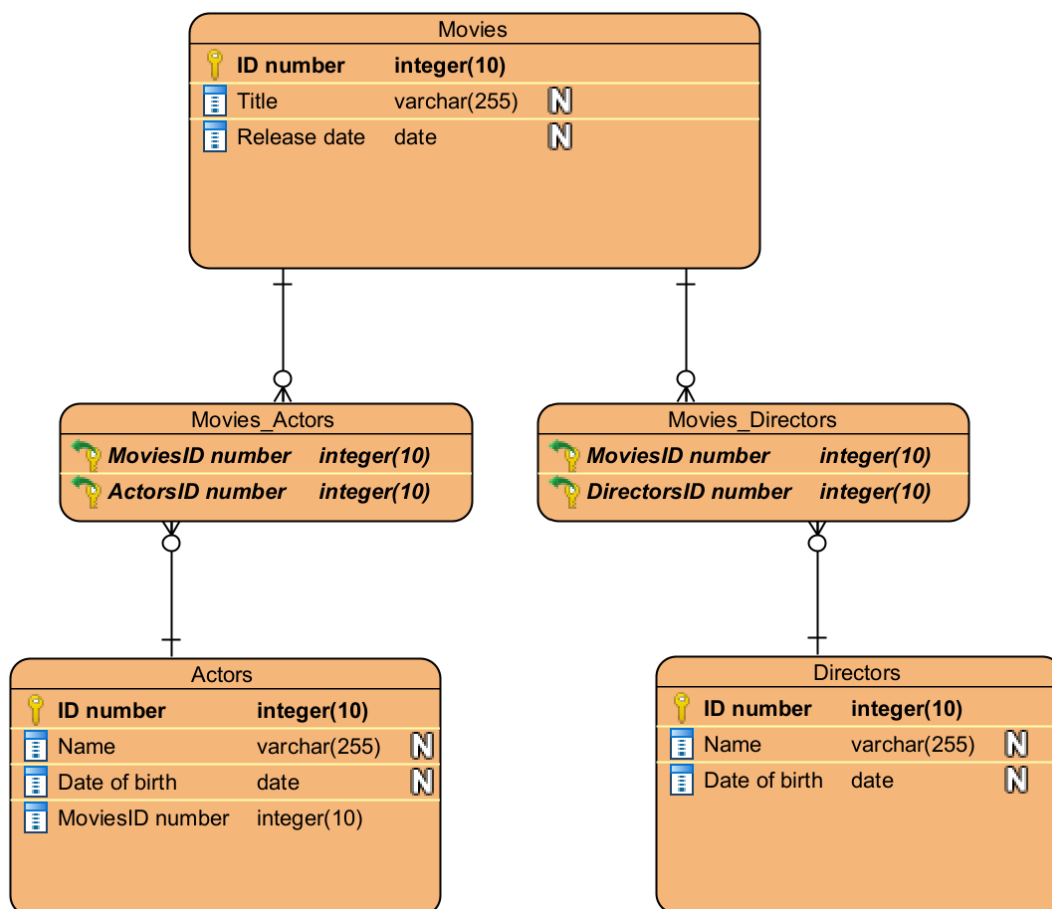 Movies
ID number integer(10)
Title varchar(255) N
Release date date N
Movies_Actors
MoviesID number integer(10)
ActorsID number integer(10)
Movies_Directors
MoviesID number integer(10)
DirectorsID number integer(10)
Actors
ID number integer(10)
Name varchar(255) N
Date of birth date N
MoviesID number integer(10)
Directors
ID number integer(10)
Name varchar(255) N
Date of birth date N